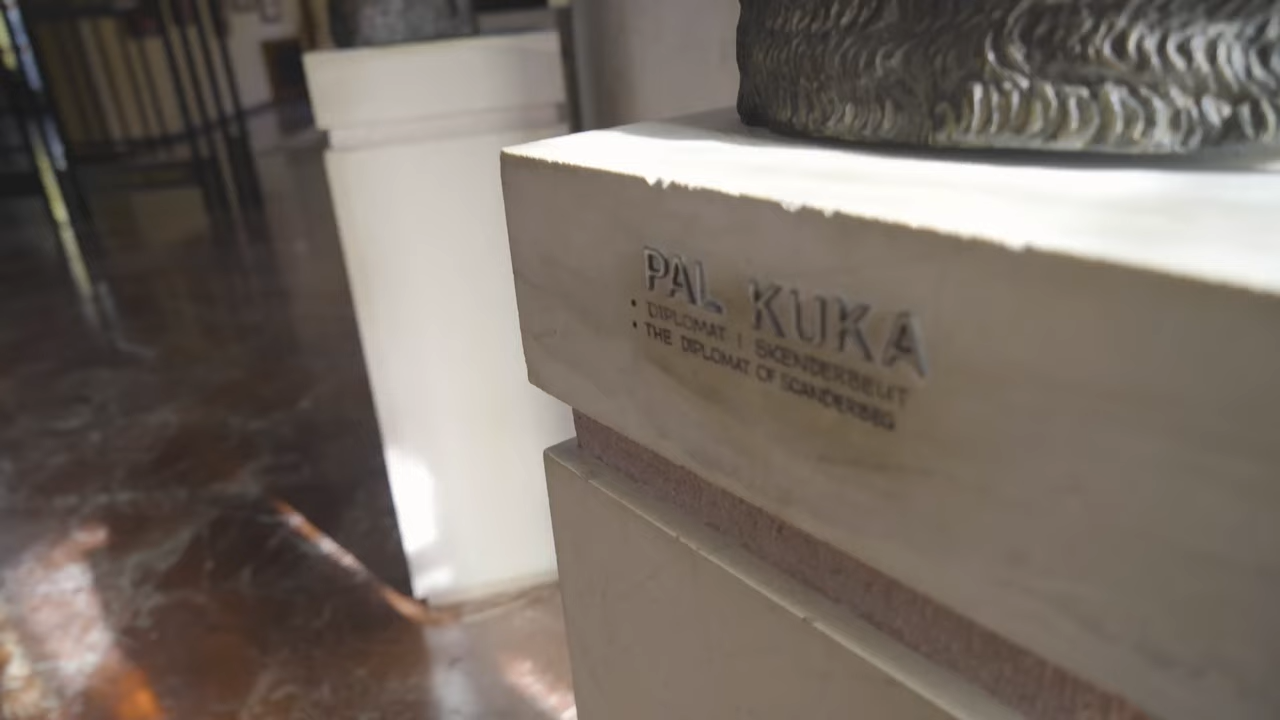 PAL KUKA
• DIPLOMAT I SKENDERBEUT
• THE DIPLOMAT OF SCANDERBEG